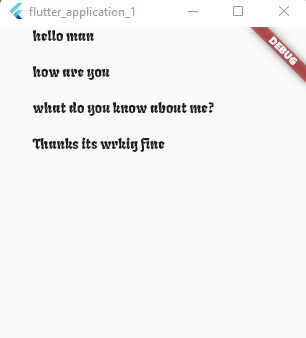 flutter_application_1
DEBUG
hello man
how are you
what do you know about me?
Thanks its wrkig fine